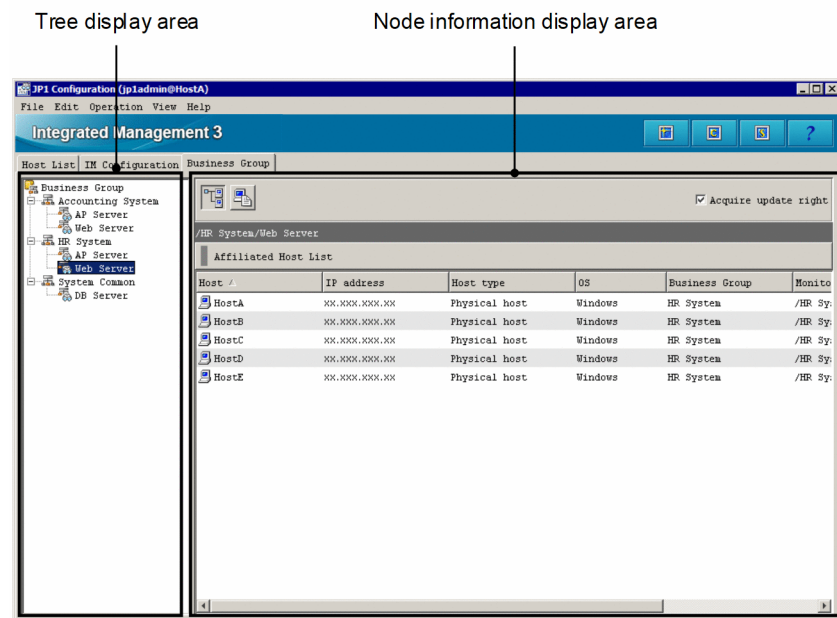 Tree display area
Node information display area
JP1 Configuration (jp1admin@HostA)
File Edit Operation View Help
Integrated Management 3
Host List IM Configuration Business Group
Business Group
Accounting System
AP Server
Web Server
HR System
AP Server
Web Server
System Common
DB Server
Acquire update right
/HR System/Web Server
Affiliated Host List
Host IP address Host type OS Business Group Monito
HostA xx.xxx.xxx.xx Physical host Windows HR System /HR Sy
HostB xx.xxx.xxx.xx Physical host Windows HR System /HR Sy
HostC xx.xxx.xxx.xx Physical host Windows HR System /HR Sy
HostD xx.xxx.xxx.xx Physical host Windows HR System /HR Sy
HostE xx.xxx.xxx.xx Physical host Windows HR System /HR Sy